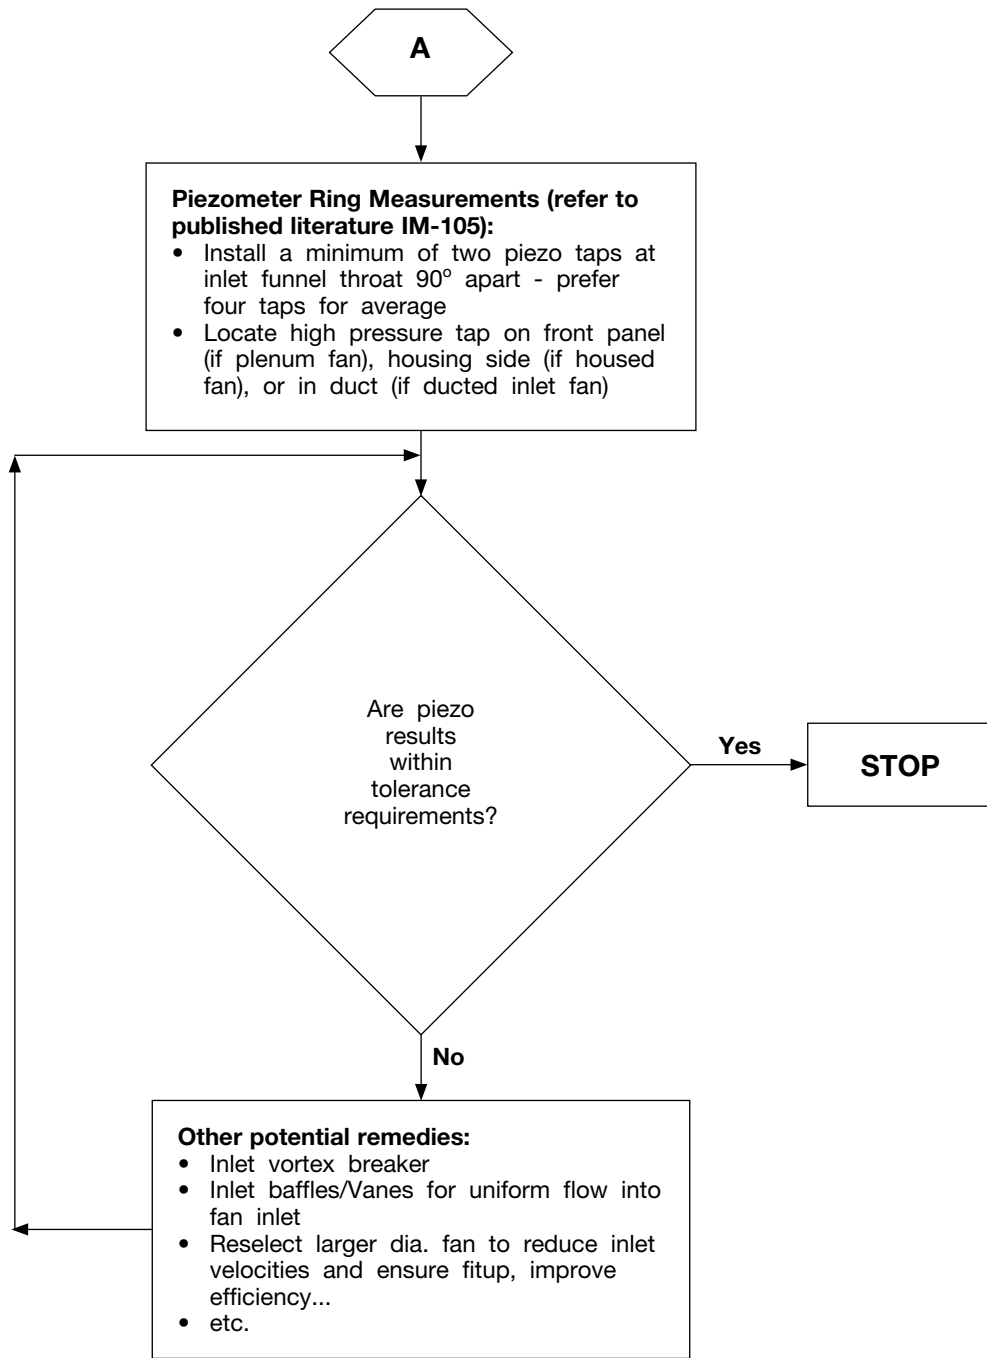 A
Piezometer Ring Measurements (refer to
published literature IM-105):
• Install a minimum of two piezo taps at
inlet funnel throat 90° apart - prefer
four taps for average
• Locate high pressure tap on front panel
(if plenum fan), housing side (if housed
fan), or in duct (if ducted inlet fan)
Are piezo
results
within
tolerance
requirements?
Yes
STOP
No
Other potential remedies:
• Inlet vortex breaker
• Inlet baffles/Vanes for uniform flow into
fan inlet
• Reselect larger dia. fan to reduce inlet
velocities and ensure fitup, improve
efficiency...
• etc.